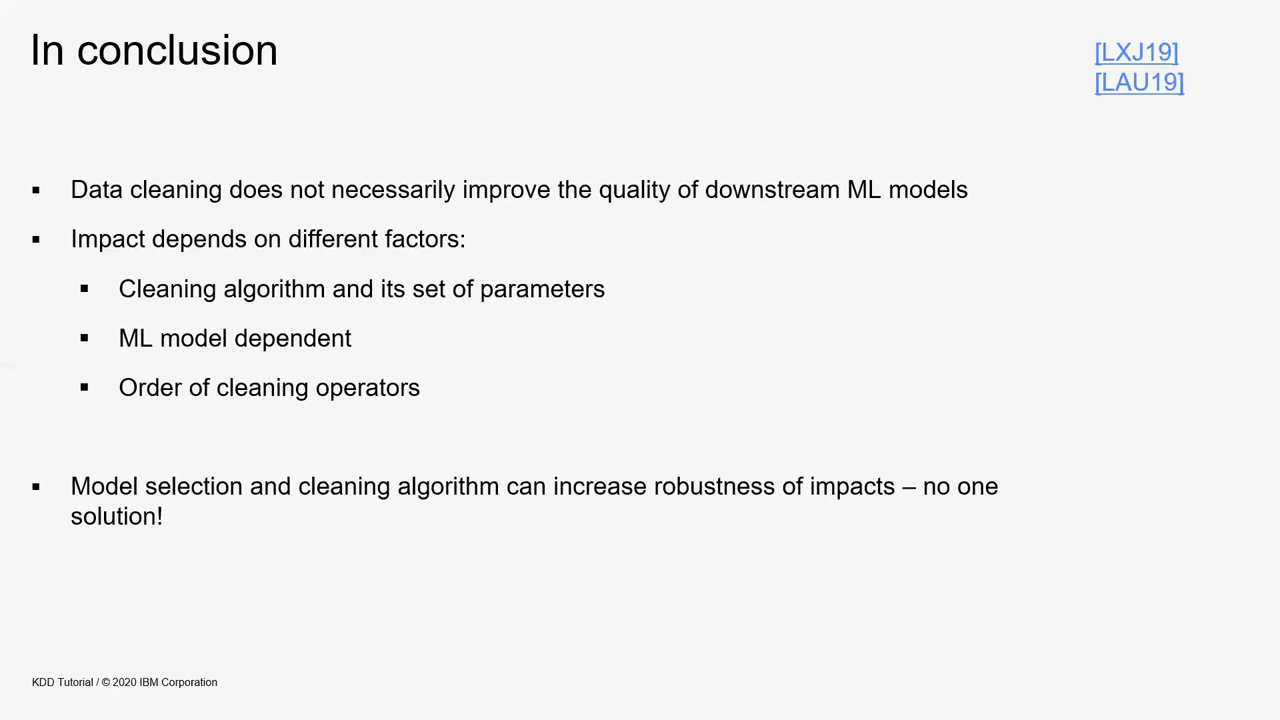 In conclusion
[LXJ19]
[LAU19]
▪ Data cleaning does not necessarily improve the quality of downstream ML models
▪ Impact depends on different factors:
▪ Cleaning algorithm and its set of parameters
▪ ML model dependent
▪ Order of cleaning operators
▪ Model selection and cleaning algorithm can increase robustness of impacts – no one
solution!
KDD Tutorial / © 2020 IBM Corporation